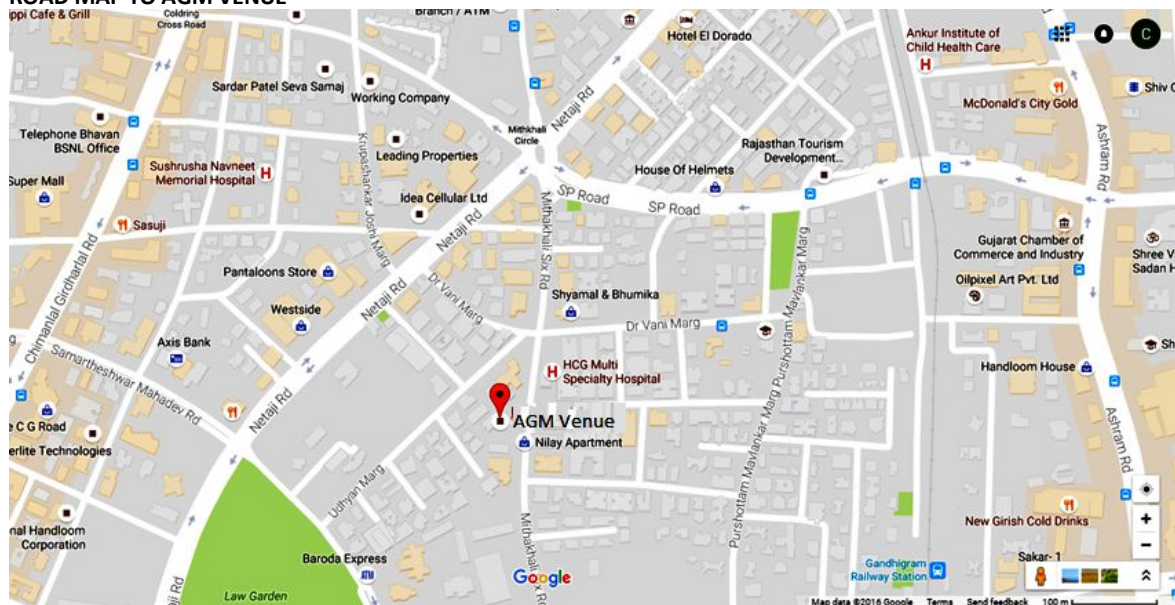 ROAD MAP TO AGM VENUE
ppi Cafe & Grill
Coldring
Cross Road
Branch / ATM
Hotel El Dorado
Ankur Institute of
Child Health Care
C
Sardar Patel Seva Samaj
Working Company
Netaji Rd
McDonald's City Gold
Shiv
Telephone Bhavan
BSNL Office
Mithkhali
Circle
Leading Properties
Krupashankar Joshi Marg
Rajasthan Tourism
Development...
Ashram Rd
Sushrusha Navneet
Memorial Hospital
H
House Of Helmets
Super Mall
Idea Cellular Ltd
SP Road
SP Road
Sasuji
Netaji Rd
Mithakhali Six Rd
Gujarat Chamber of
Commerce and Industry
Shree V
Sadan H
Pantaloons Store
Oilpixel Art Pvt. Ltd
Chimanlal Girdharlal Rd
Netaji Rd
Dr Vani Marg
Shyamal & Bhumika
Westside
Dr Vani Marg
Purshottam Mavlankar Marg
Axis Bank
Sh
Samartheshwar Mahadev Rd
H
HCG Multi
Specialty Hospital
Handloom House
Netaji Rd
AGM Venue
e C G Road
Nilay Apartment
Ashram Rd
erlite Technologies
Udhyan Marg
Purshottam Mavlankar Marg
nal Handloom
Corporation
Mithakhali Six Rd
New Girish Cold Drinks
Baroda Express
ATM
Gandhigram
Railway Station
Sakar- 1
Netaji Rd
Law Garden
Google
Map data ©2016 Google Terms Send feedback 100 m